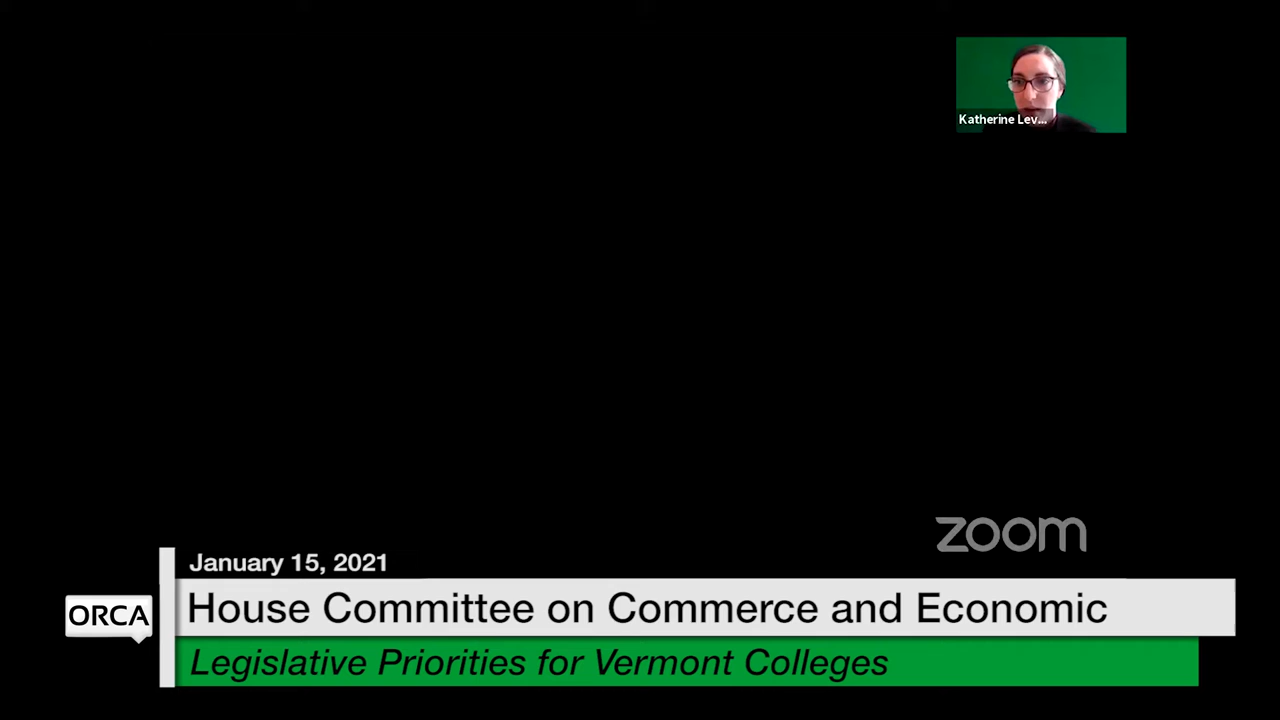 Katherine Lev...
zoom
January 15, 2021
ORCA
House Committee on Commerce and Economic
Legislative Priorities for Vermont Colleges